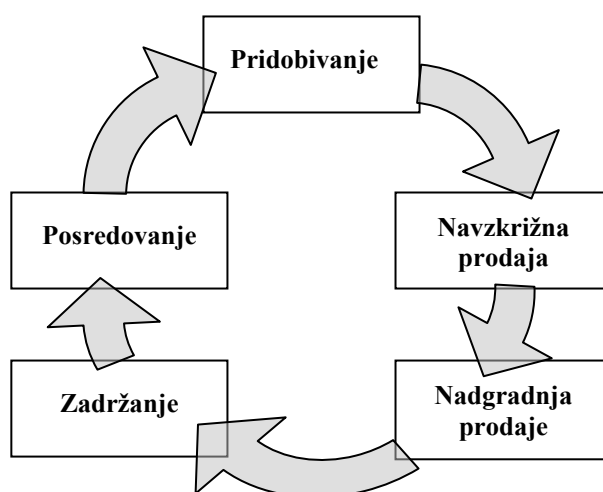 Pridobivanje
Navzkrižna
prodaja
Nadgradnja
prodaje
Zadržanje
Posredovanje